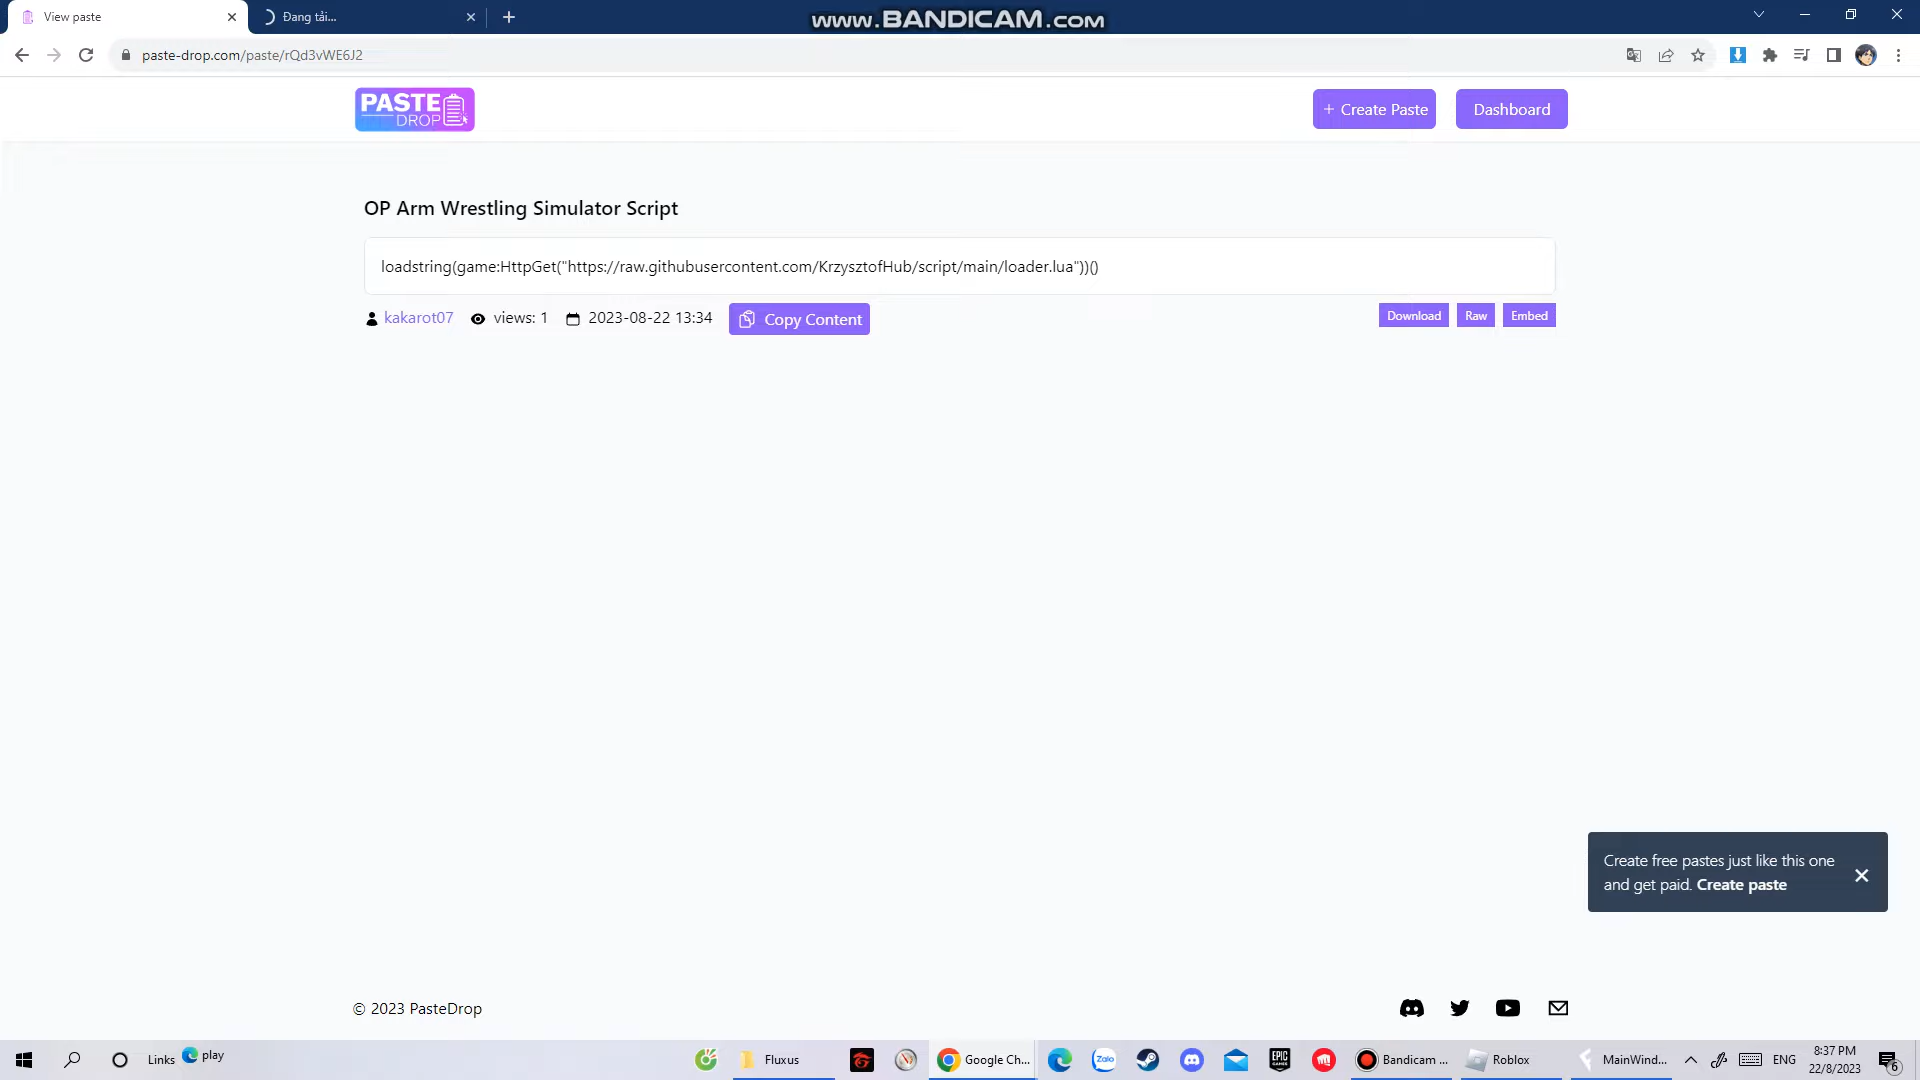 View paste
Đang tải...
www.BANDICAM.com
paste-drop.com/paste/rQd3vWE6J2
PASTE
DROP
+ Create Paste
Dashboard
OP Arm Wrestling Simulator Script
loadstring(game:HttpGet("https://raw.githubusercontent.com/KrzysztofHub/script/main/loader.lua"))()
kakarot07 views: 1 2023-08-22 13:34 Copy Content
Download Raw Embed
Create free pastes just like this one
and get paid. Create paste
© 2023 PasteDrop
Links play Fluxus Google Ch... Zalo EPIC GAMES Bandicam ... Roblox MainWind... ENG
8:37 PM
22/8/2023
6